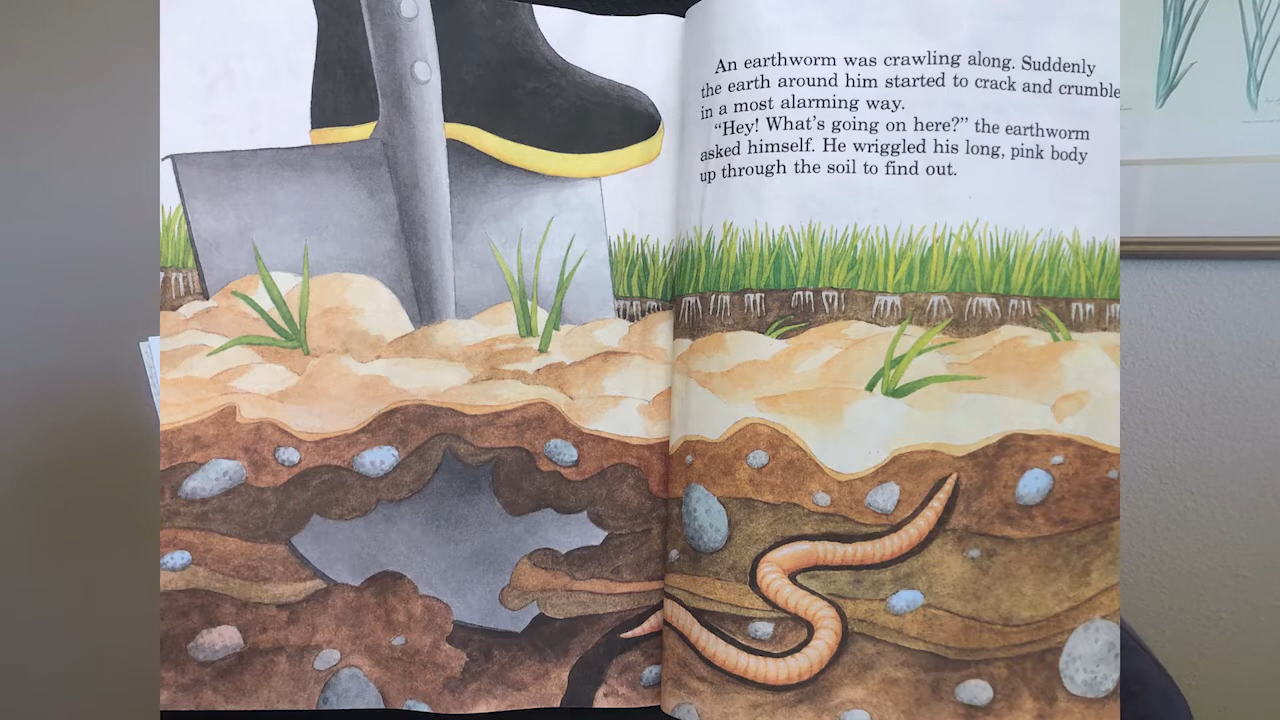 An earthworm was crawling along. Suddenly
the earth around him started to crack and crumble
in a most alarming way.
“Hey! What’s going on here?” the earthworm
asked himself. He wriggled his long, pink body
up through the soil to find out.